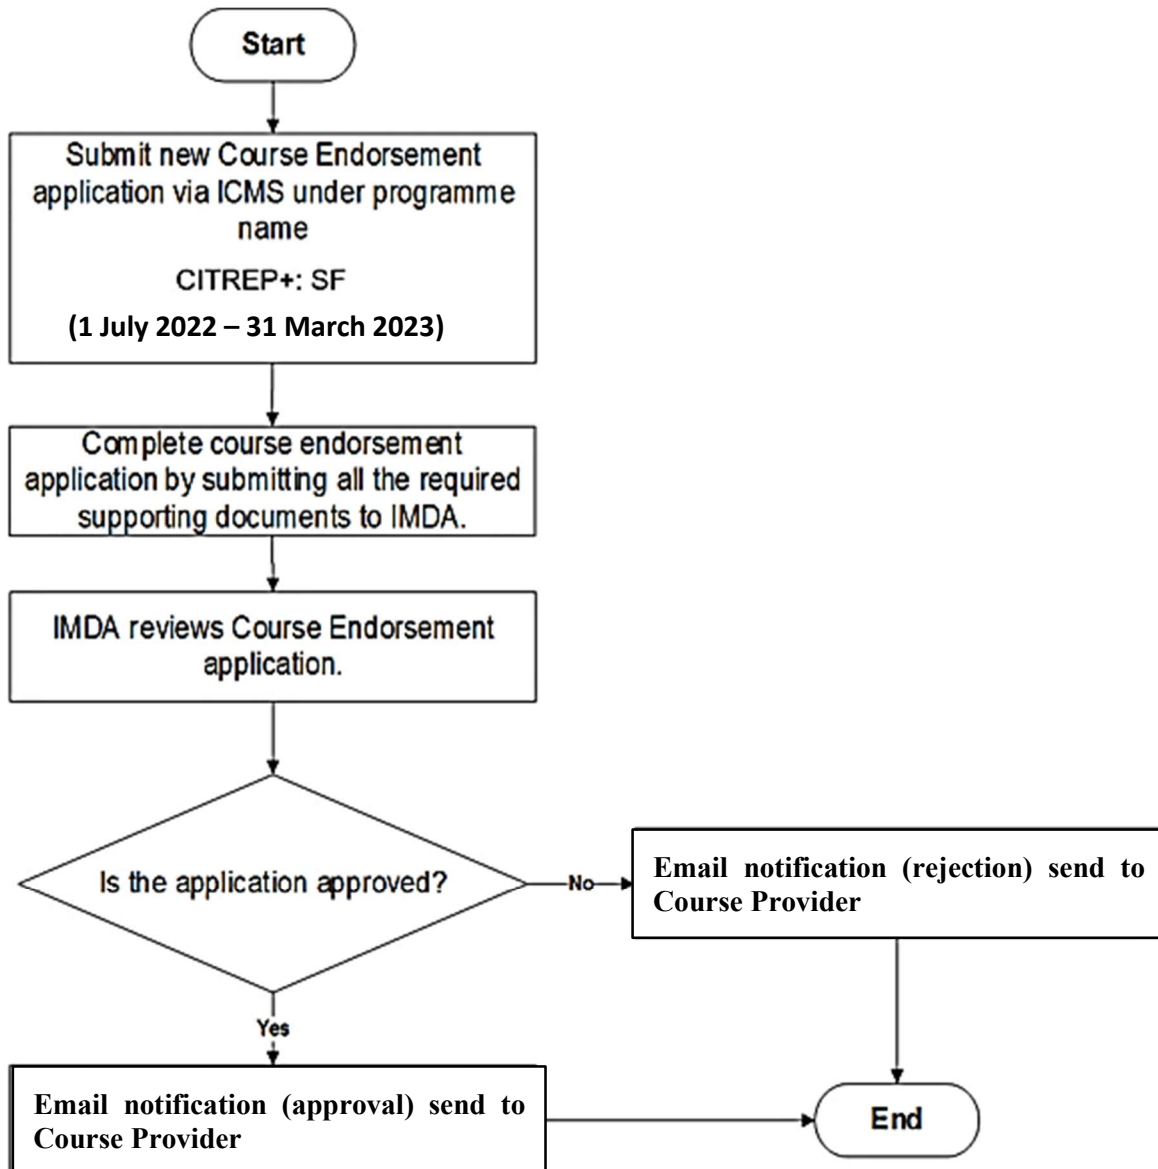 Start
Submit new Course Endorsement
application via ICMS under programme
name
CITREP+: SF
(1 July 2022 – 31 March 2023)
Complete course endorsement
application by submitting all the required
supporting documents to IMDA.
IMDA reviews Course Endorsement
application.
Is the application approved?
No
Email notification (rejection) send to
Course Provider
Yes
Email notification (approval) send to
Course Provider
End